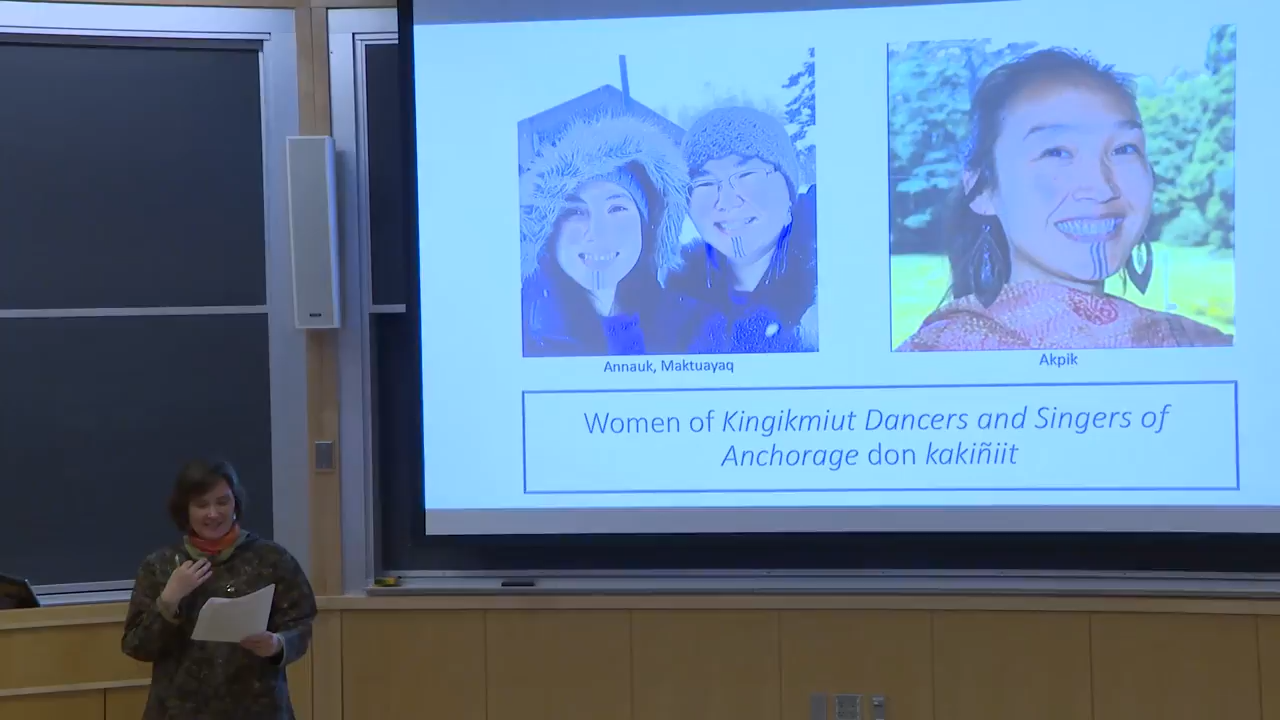 Annauk, Maktuayaq
Akpik
Women of Kingikmiut Dancers and Singers of
Anchorage don kakiñiit